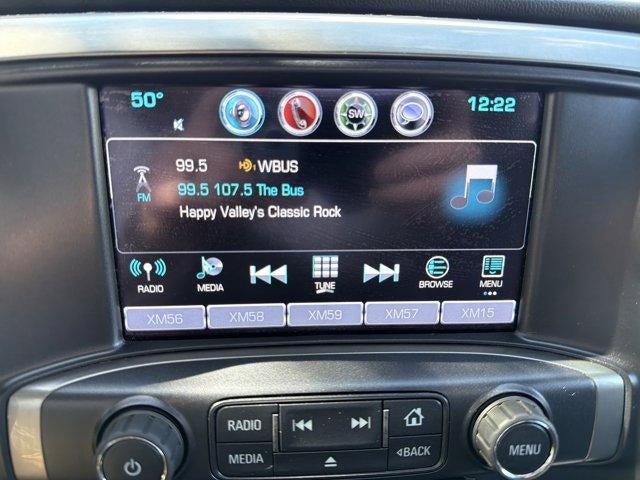 50° 12:22
SW
99.5 WBUS
FM 99.5 107.5 The Bus
Happy Valley's Classic Rock
RADIO MEDIA TUNE BROWSE MENU
XM56 XM58 XM59 XM57 XM15
RADIO
MEDIA BACK
MENU